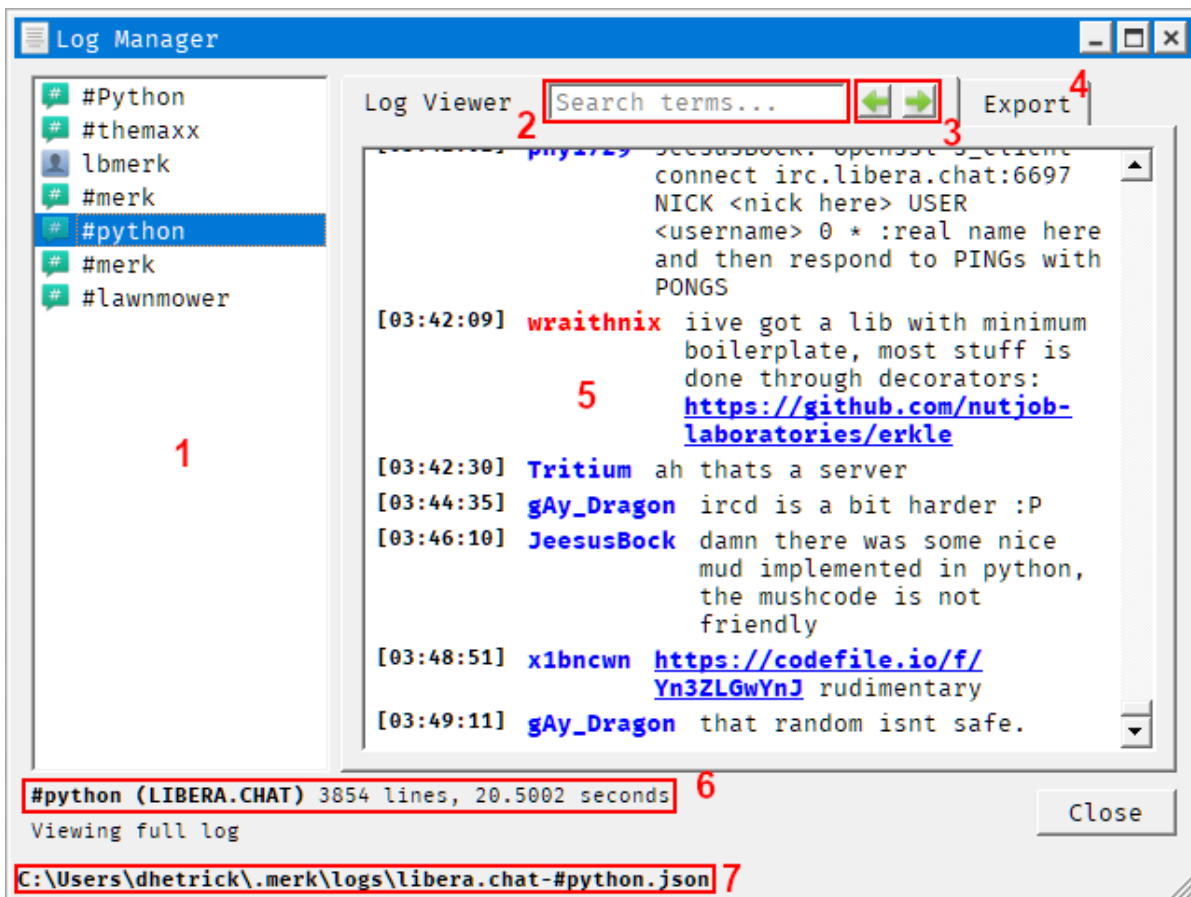 Log Manager
#Python
#themaxx
lbmerk
#merk
#python
#merk
#lawnmower
1
Log Viewer
2
Search terms...
3
Export
4
connect irc.libera.chat:6697
NICK <nick here> USER
<username> 0 * :real name here
and then respond to PINGs with
PONGS
[03:42:09] wraithnix iive got a lib with minimum
boilerplate, most stuff is
done through decorators:
https://github.com/nutjob-
laboratories/erkle
5
[03:42:30] Tritium ah thats a server
[03:44:35] gAy_Dragon ircd is a bit harder :P
[03:46:10] JeesusBock damn there was some nice
mud implemented in python,
the mushcode is not
friendly
[03:48:51] x1bncwn https://codefile.io/f/
Yn3ZLGwYnJ rudimentary
[03:49:11] gAy_Dragon that random isnt safe.
#python (LIBERA.CHAT) 3854 lines, 20.5002 seconds
6
Viewing full log
Close
C:\Users\dhetrick\.merk\logs\libera.chat-#python.json
7